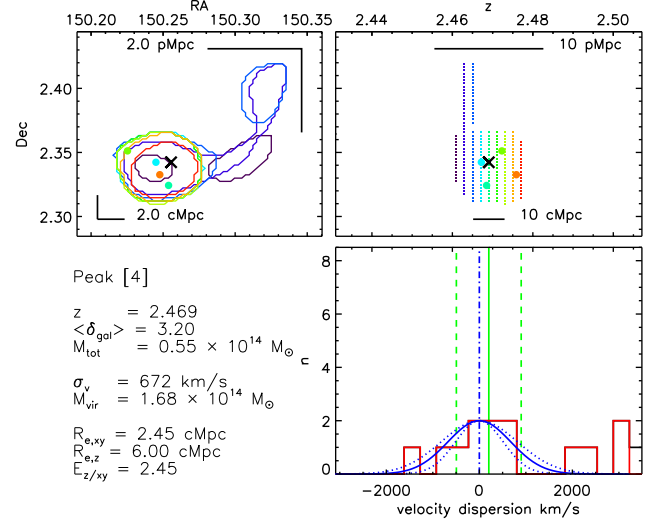 RA
z
150.20 150.25 150.30 150.35
2.44 2.46 2.48 2.50
2.0 pMpc
10 pMpc
2.40
Dec
2.35
2.30
2.0 cMpc
10 cMpc
Peak [4]
z = 2.469
<δgal> = 3.20
Mtot = 0.55 × 10^14 M⊙
σv = 672 km/s
Mvir = 1.68 × 10^14 M⊙
Re,xy = 2.45 cMpc
Re,z = 6.00 cMpc
Ez/xy = 2.45
8
6
n
4
2
0
−2000 0 2000
velocity dispersion km/s